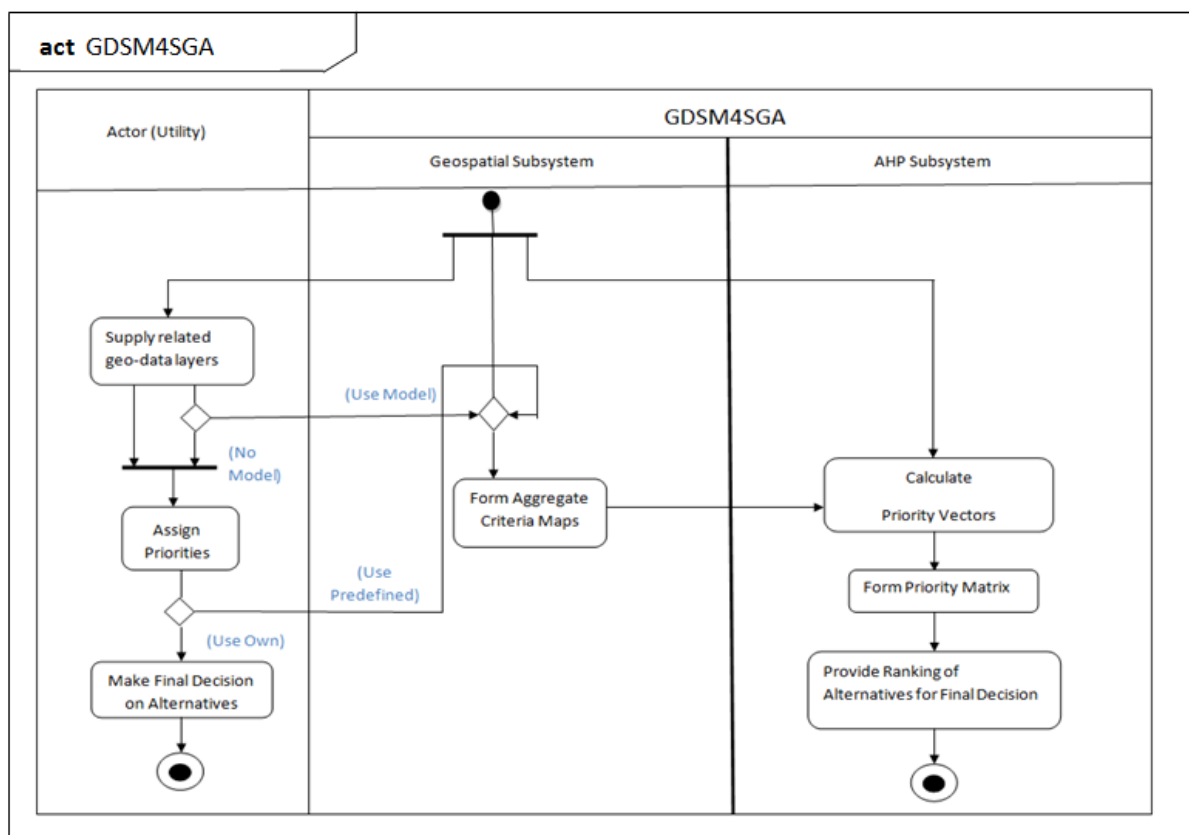 act GDSM4SGA
GDSM4SGA
Actor (Utility)
Geospatial Subsystem
AHP Subsystem
Supply related
geo-data layers
(Use Model)
(No
Model)
Form Aggregate
Criteria Maps
Calculate
Priority Vectors
Assign
Priorities
(Use
Predefined)
Form Priority Matrix
(Use Own)
Make Final Decision
on Alternatives
Provide Ranking of
Alternatives for Final Decision